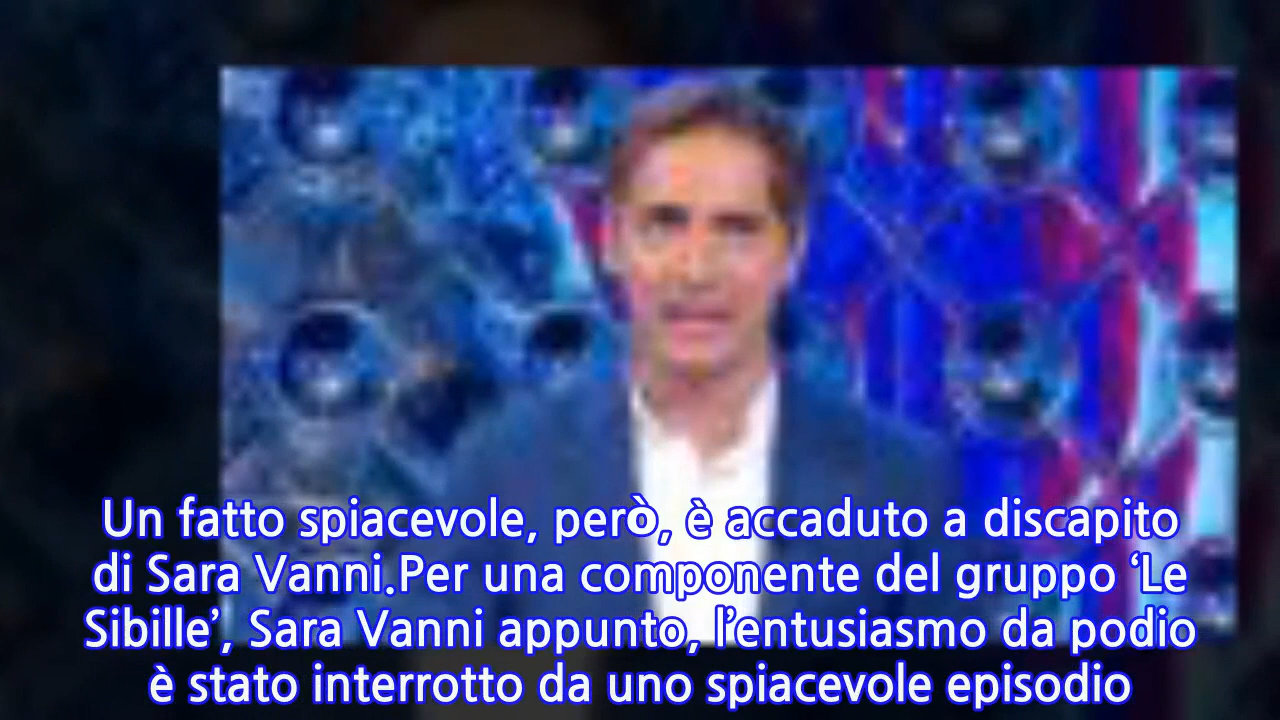 Un fatto spiacevole, però, è accaduto a discapito
di Sara Vanni.Per una componente del gruppo ‘Le
Sibille’, Sara Vanni appunto, l’entusiasmo da podio
è stato interrotto da uno spiacevole episodio